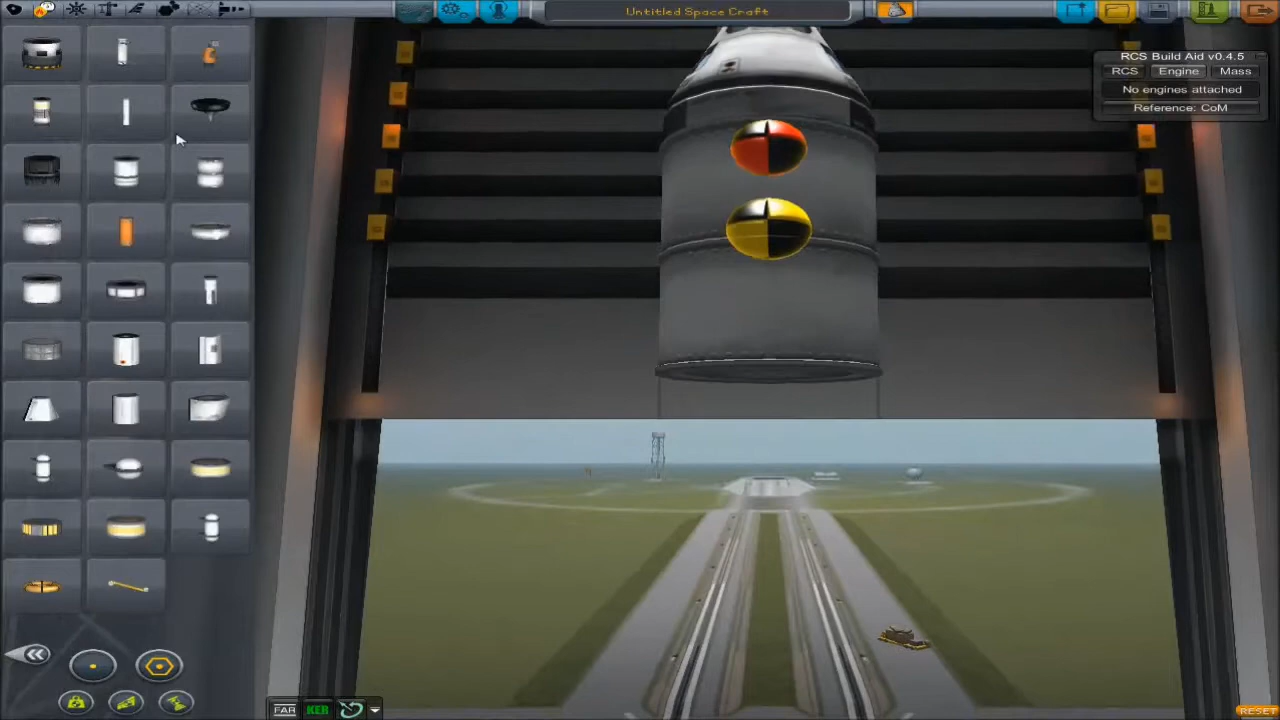 Untitled Space Craft
RCS Build Aid v0.4.5
RCS Engine Mass
No engines attached
Reference: CoM
FAR KER
RESET